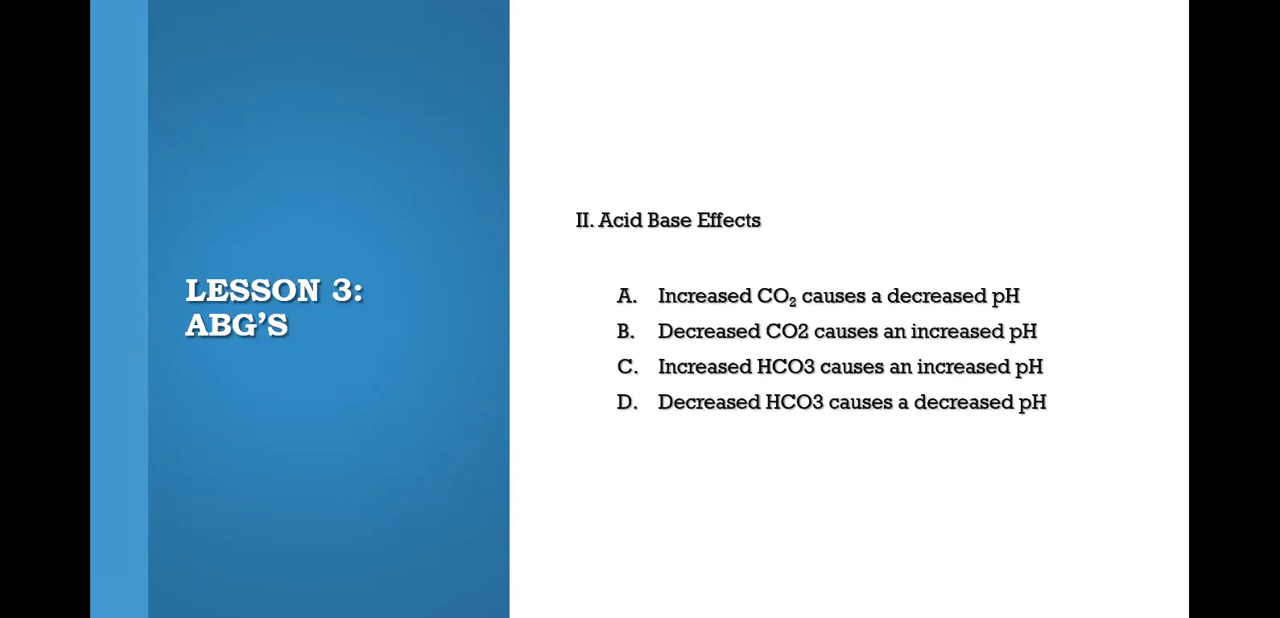 LESSON 3:
ABG’S
II. Acid Base Effects
A. Increased CO₂ causes a decreased pH
B. Decreased CO2 causes an increased pH
C. Increased HCO3 causes an increased pH
D. Decreased HCO3 causes a decreased pH